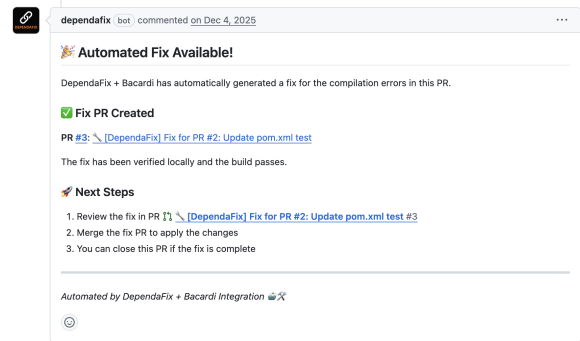 DEPENDAFIX
dependafix bot commented on Dec 4, 2025 ...
🎉 Automated Fix Available!
DependaFix + Bacardi has automatically generated a fix for the compilation errors in this PR.
✅ Fix PR Created
PR #3: 🔧 [DependaFix] Fix for PR #2: Update pom.xml test
The fix has been verified locally and the build passes.
🚀 Next Steps
1. Review the fix in PR 🔧 [DependaFix] Fix for PR #2: Update pom.xml test #3
2. Merge the fix PR to apply the changes
3. You can close this PR if the fix is complete
Automated by DependaFix + Bacardi Integration 🤖🛠️